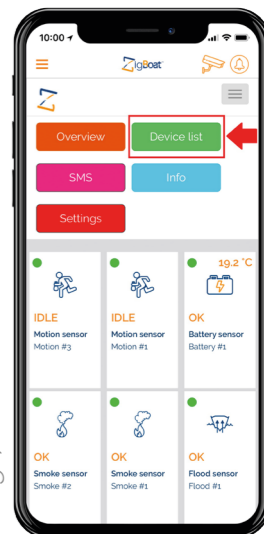 10:00
ZigBoat
Overview
Device list
SMS
Info
Settings
19.2 °C
IDLE
IDLE
OK
Motion sensor
Motion sensor
Battery sensor
Motion #3
Motion #1
Battery #1
OK
OK
OK
Smoke sensor
Smoke sensor
Flood sensor
Smoke #2
Smoke #1
Flood #1